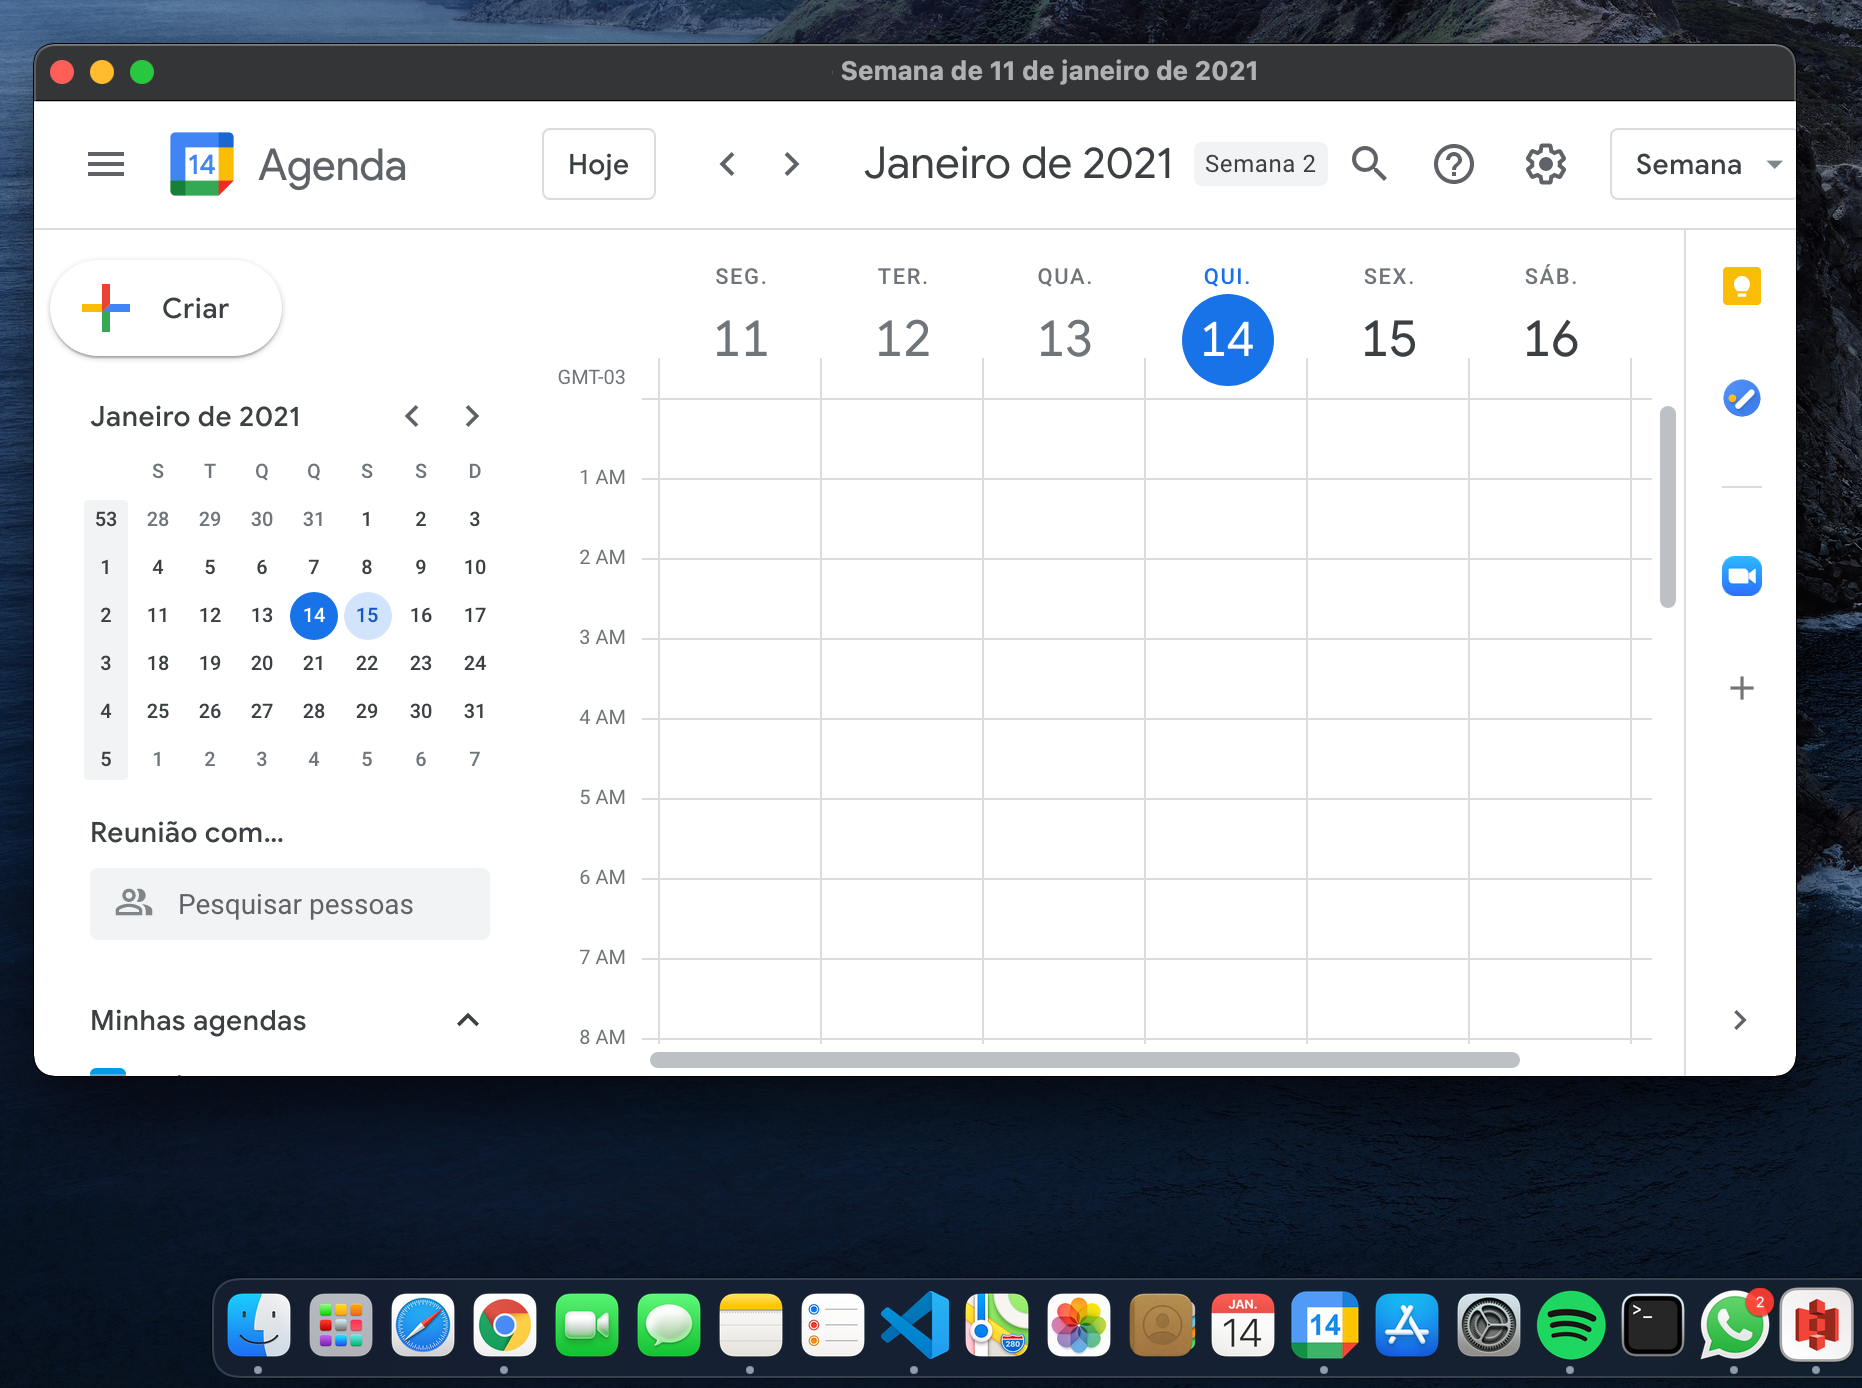 Semana de 11 de janeiro de 2021
14 Agenda Hoje Janeiro de 2021 Semana 2 Semana
Criar
SEG. TER. QUA. QUI. SEX. SÁB.
11 12 13 14 15 16
GMT-03
Janeiro de 2021
S T Q Q S S D
53 28 29 30 31 1 2 3
1 4 5 6 7 8 9 10
2 11 12 13 14 15 16 17
3 18 19 20 21 22 23 24
4 25 26 27 28 29 30 31
5 1 2 3 4 5 6 7
Reunião com...
Pesquisar pessoas
Minhas agendas
1 AM
2 AM
3 AM
4 AM
5 AM
6 AM
7 AM
8 AM
280
JAN.
14
14
>_
2